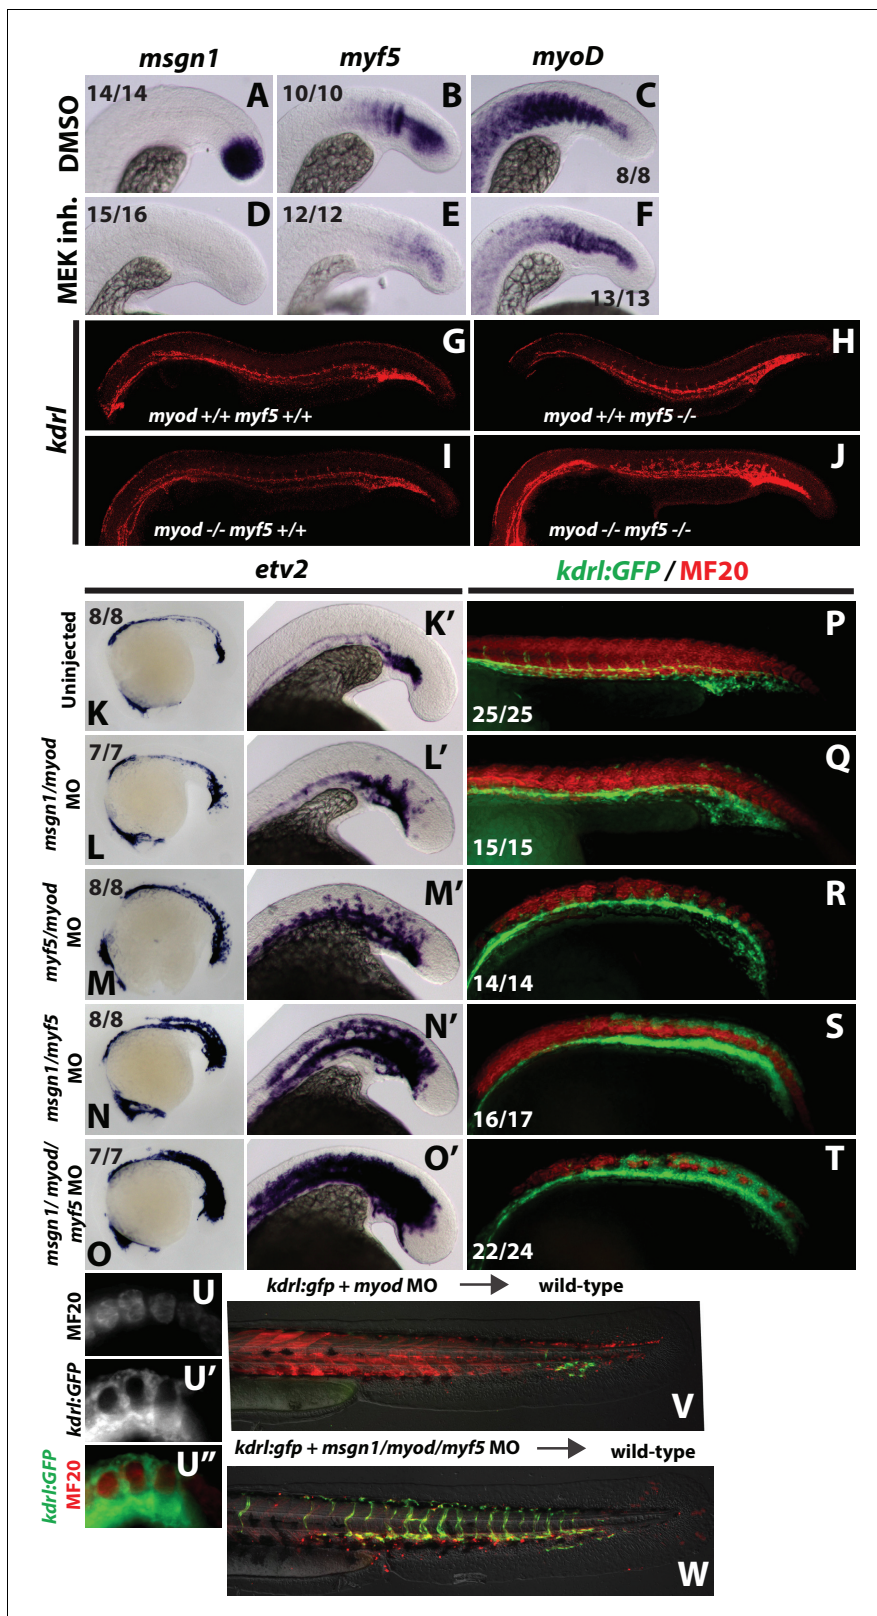 msgn1 myf5 myoD
DMSO
14/14 A
10/10 B
C
8/8
MEK inh.
15/16 D
12/12 E
F
13/13
kdrl
G
myod +/+ myf5 +/+
H
myod +/+ myf5 -/-
I
myod -/- myf5 +/+
J
myod -/- myf5 -/-
etv2
kdrl:GFP / MF20
Uninjected
8/8
K
K'
P
25/25
msgn1/myod
MO
7/7
L
L'
Q
15/15
myf5/myod
MO
8/8
M
M'
R
14/14
msgn1/myf5
MO
8/8
N
N'
S
16/17
msgn1/ myod/
myf5 MO
7/7
O
O'
T
22/24
MF20
U
kdrl:GFP
U'
kdrl:GFP
MF20
U"
kdrl:gfp + myod MO → wild-type
V
kdrl:gfp + msgn1/myod/myf5 MO → wild-type
W